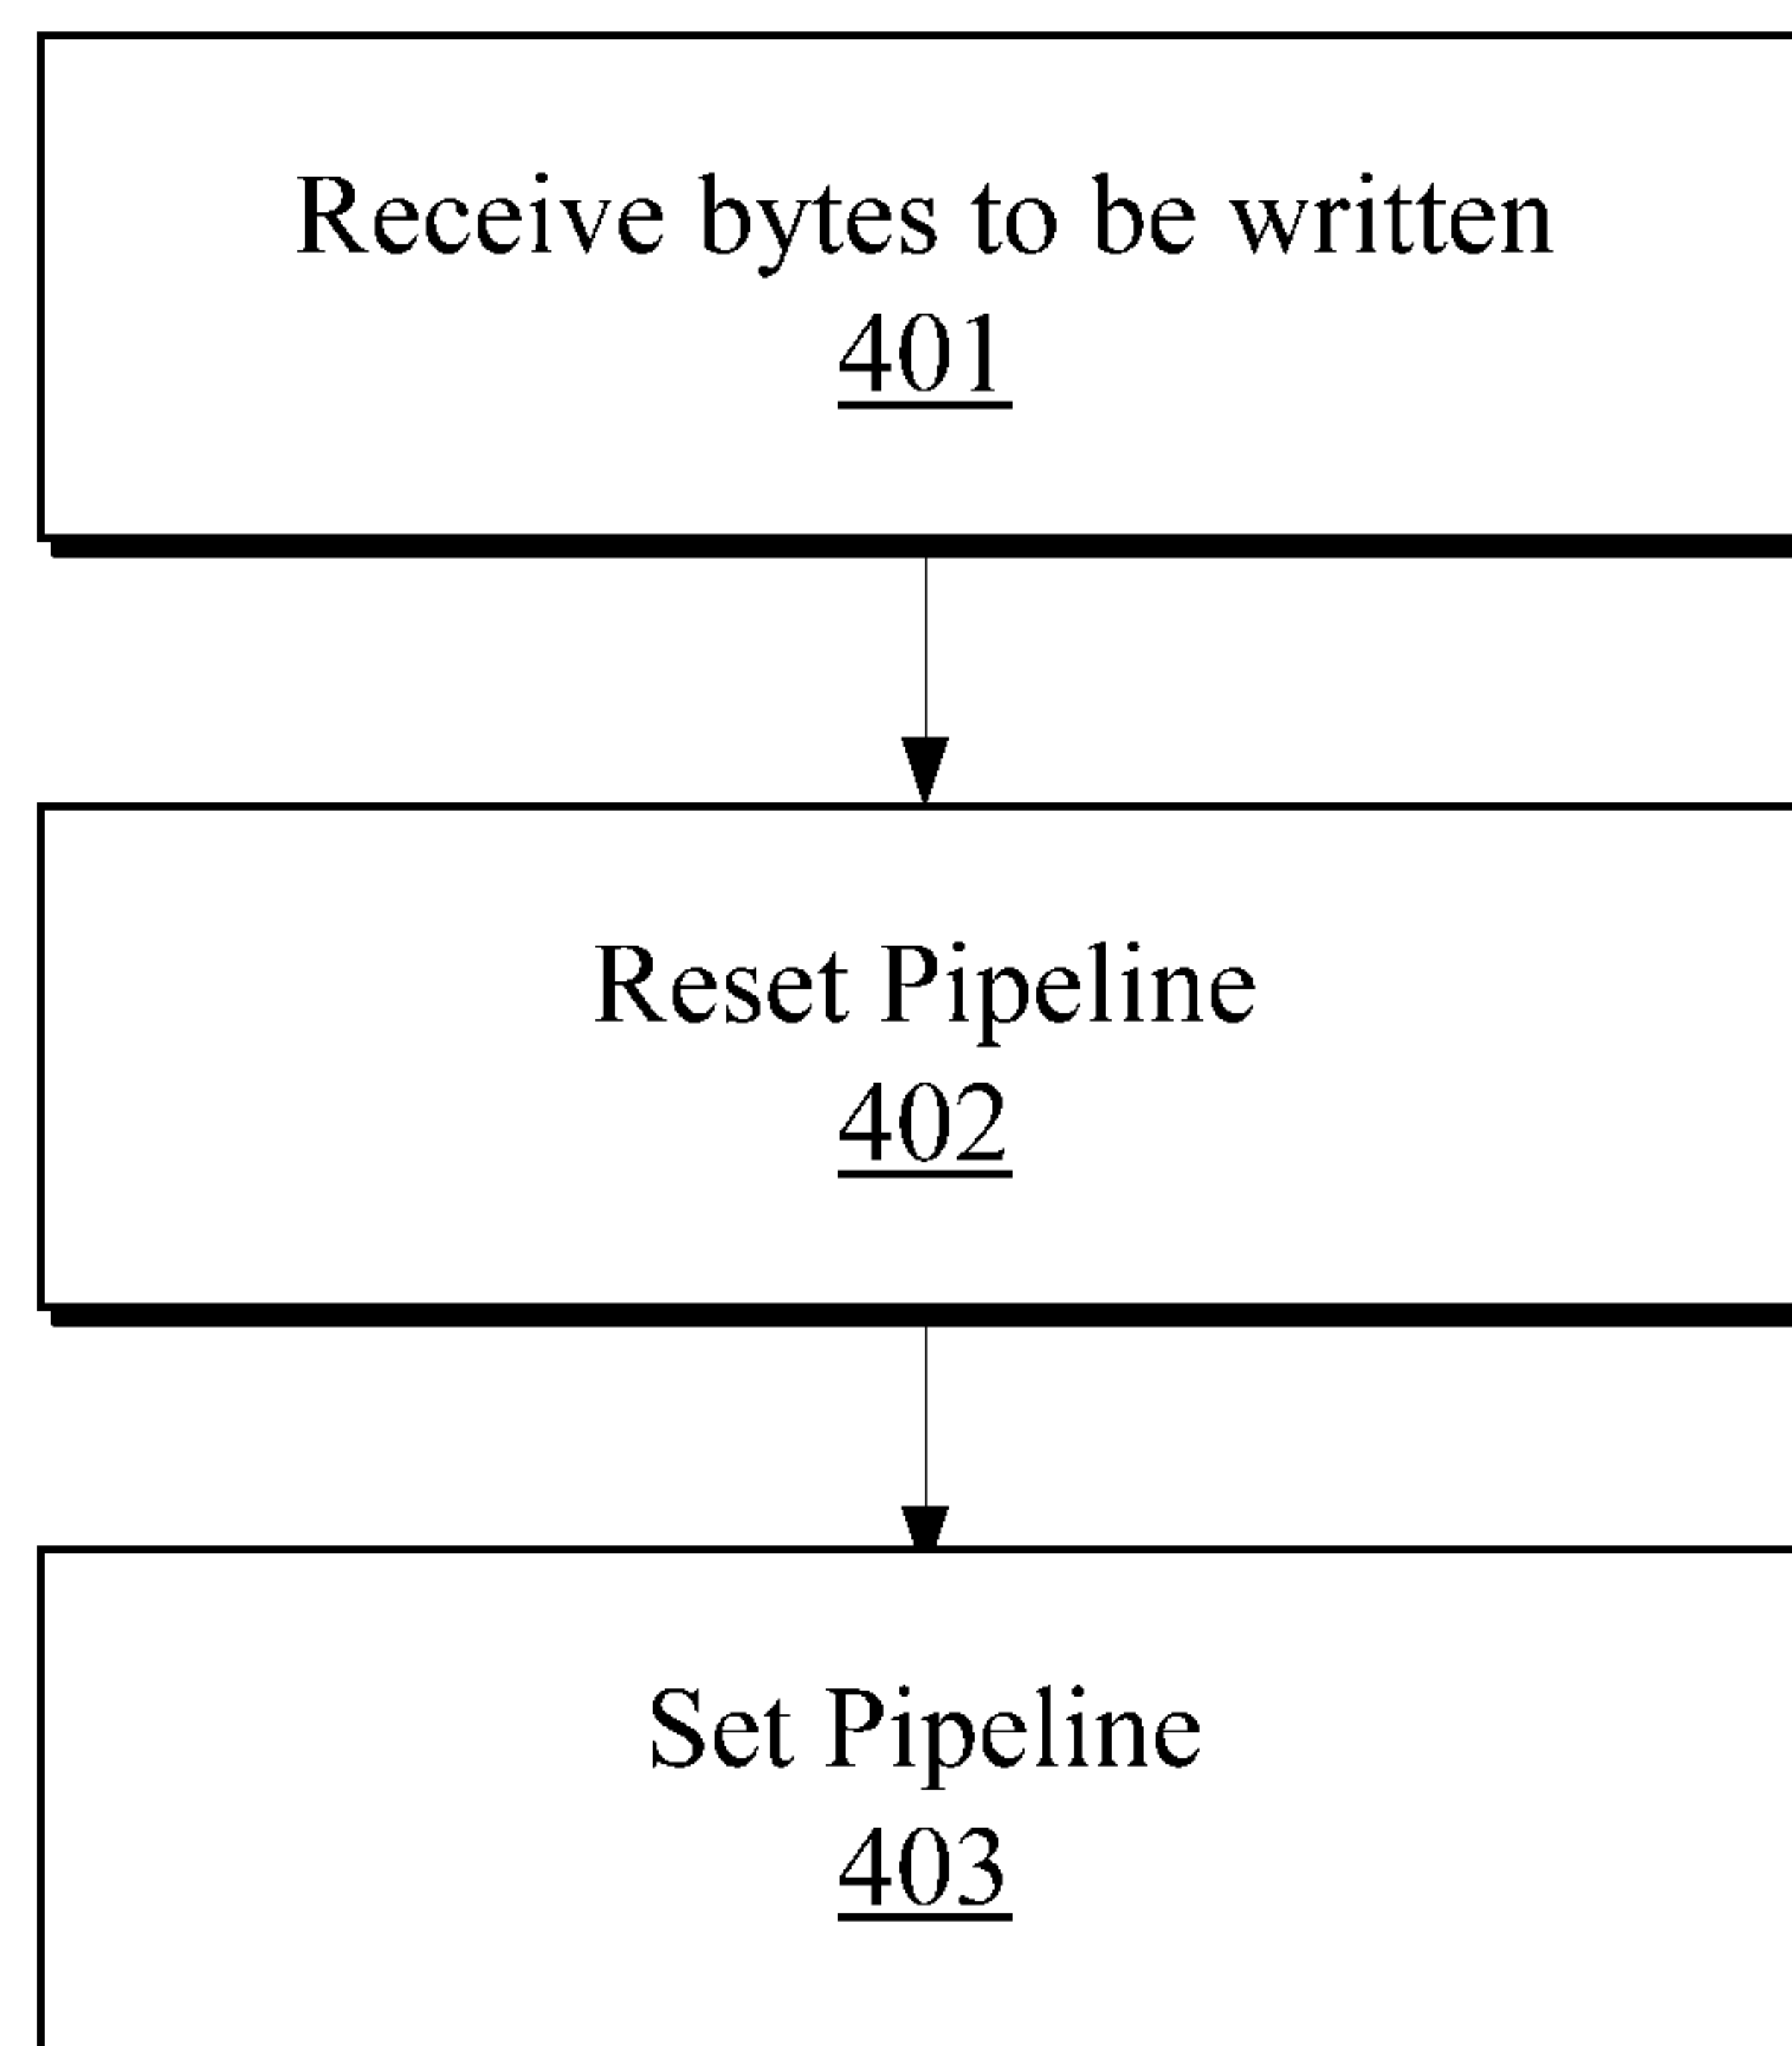 Receive bytes to be written
401
Reset Pipeline
402
Set Pipeline
403